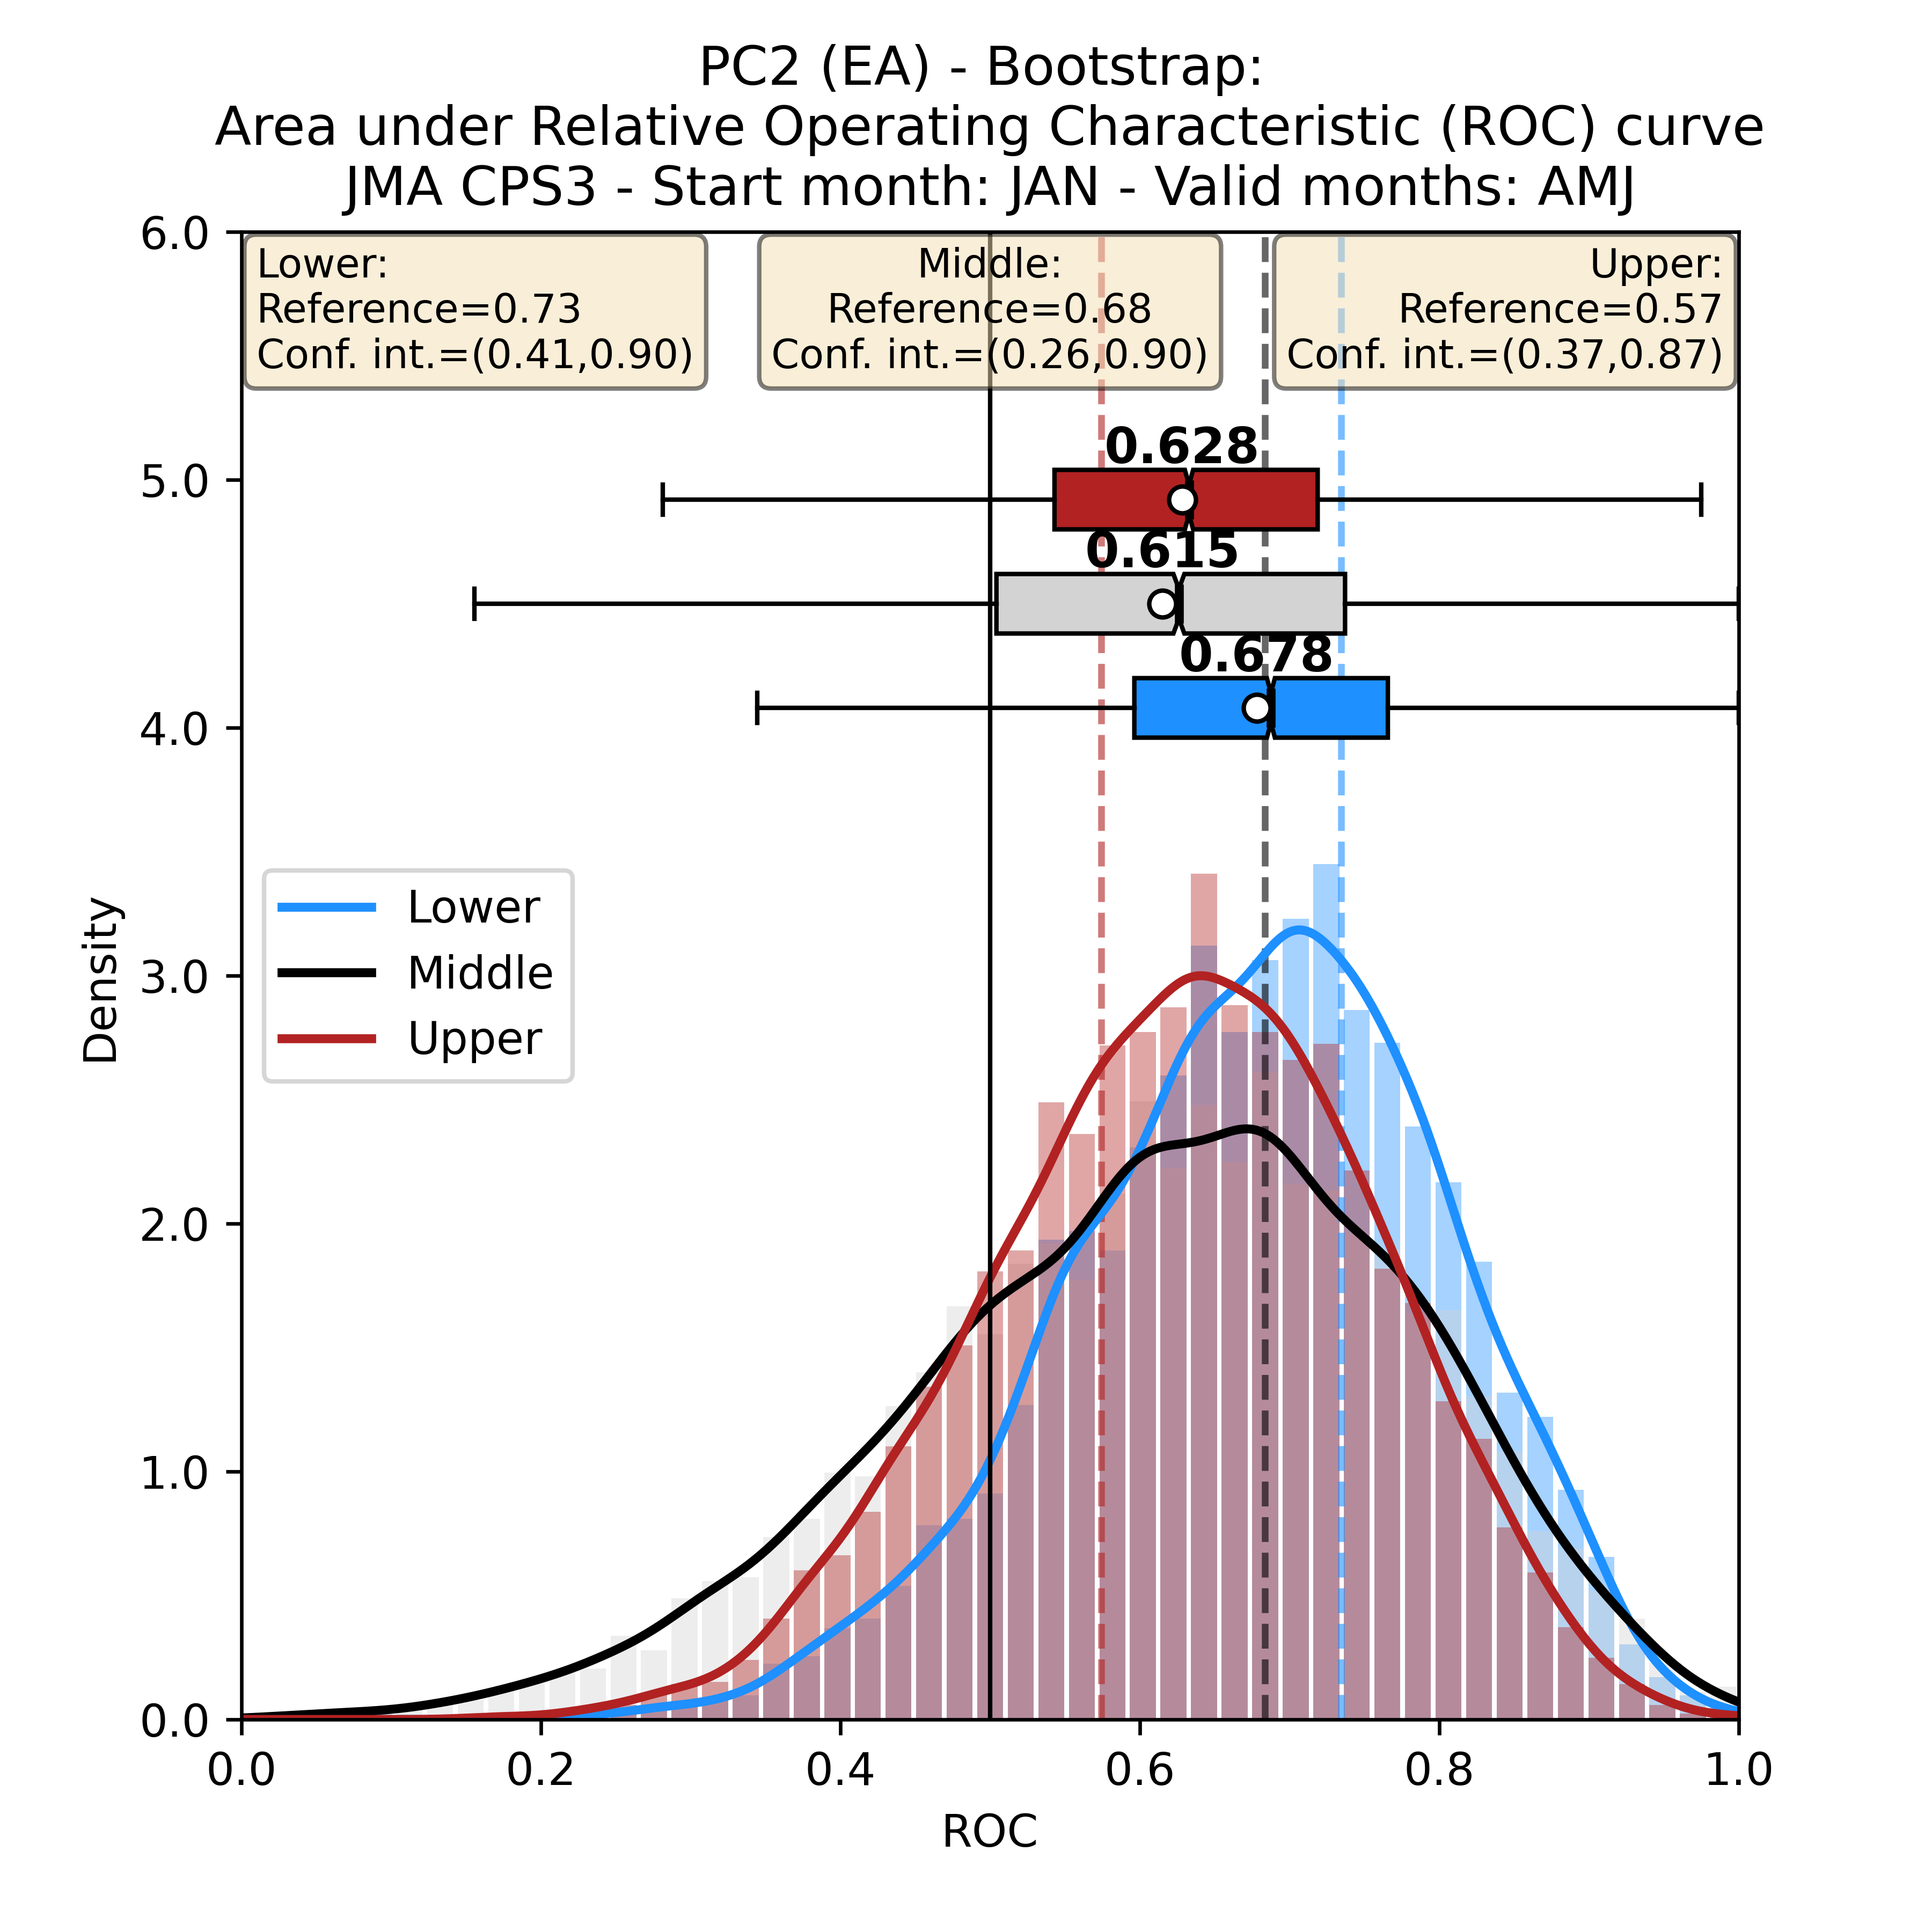 PC2 (EA) - Bootstrap:
Area under Relative Operating Characteristic (ROC) curve
JMA CPS3 - Start month: JAN - Valid months: AMJ
Lower:
Reference=0.73
Conf. int.=(0.41,0.90)
Middle:
Reference=0.68
Conf. int.=(0.26,0.90)
Upper:
Reference=0.57
Conf. int.=(0.37,0.87)
0.628
0.615
0.678
Lower
Middle
Upper
Density
6.0
5.0
4.0
3.0
2.0
1.0
0.0
0.0 0.2 0.4 0.6 0.8 1.0
ROC